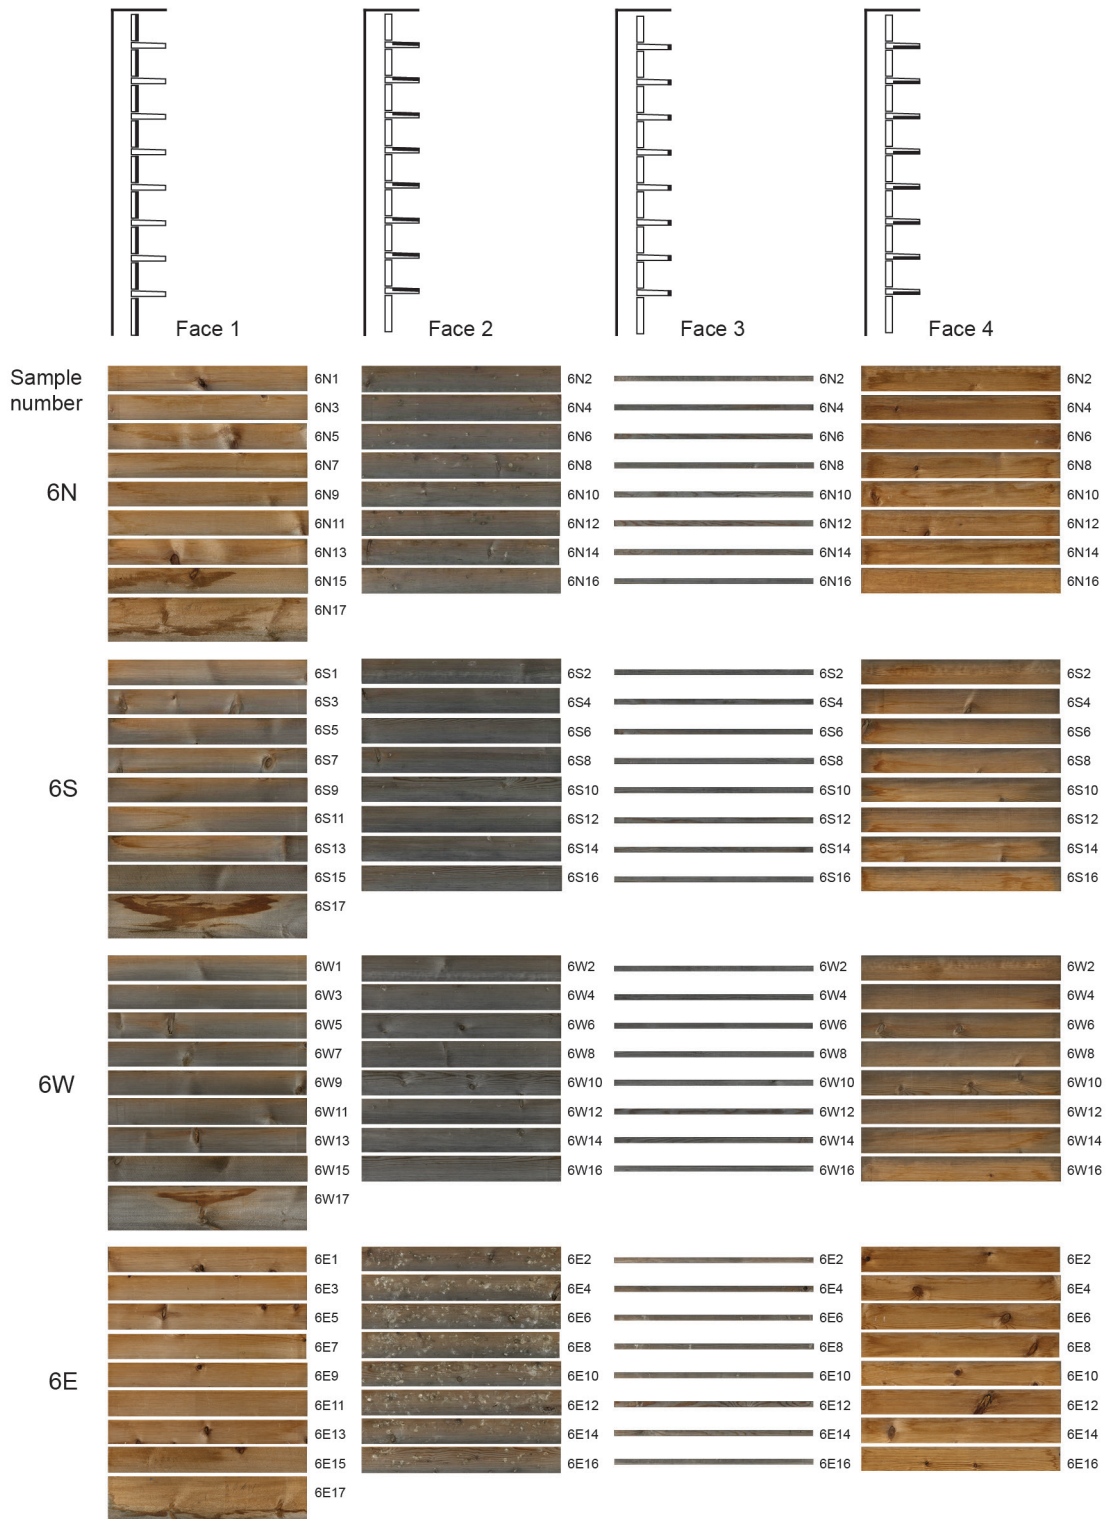 Face 1 Face 2 Face 3 Face 4
Sample
number
6N
6N1 6N2 6N2 6N2
6N3 6N4 6N4 6N4
6N5 6N6 6N6 6N6
6N7 6N8 6N8 6N8
6N9 6N10 6N10 6N10
6N11 6N12 6N12 6N12
6N13 6N14 6N14 6N14
6N15 6N16 6N16 6N16
6N17
6S
6S1 6S2 6S2 6S2
6S3 6S4 6S4 6S4
6S5 6S6 6S6 6S6
6S7 6S8 6S8 6S8
6S9 6S10 6S10 6S10
6S11 6S12 6S12 6S12
6S13 6S14 6S14 6S14
6S15 6S16 6S16 6S16
6S17
6W
6W1 6W2 6W2 6W2
6W3 6W4 6W4 6W4
6W5 6W6 6W6 6W6
6W7 6W8 6W8 6W8
6W9 6W10 6W10 6W10
6W11 6W12 6W12 6W12
6W13 6W14 6W14 6W14
6W15 6W16 6W16 6W16
6W17
6E
6E1 6E2 6E2 6E2
6E3 6E4 6E4 6E4
6E5 6E6 6E6 6E6
6E7 6E8 6E8 6E8
6E9 6E10 6E10 6E10
6E11 6E12 6E12 6E12
6E13 6E14 6E14 6E14
6E15 6E16 6E16 6E16
6E17